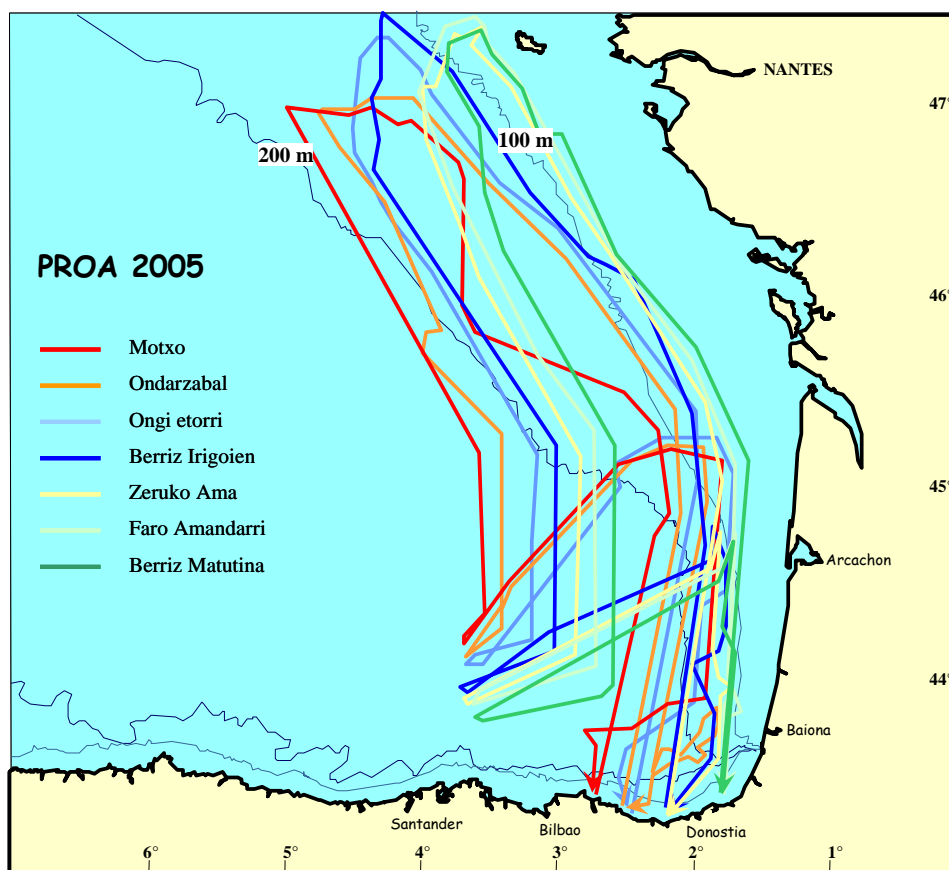 NANTES
47°
100 m
200 m
PROA 2005
46°
Motxo
Ondarzabal
Ongi etorri
Berriz Irigoien
Zeruko Ama
Faro Amandarri
Berriz Matutina
45°
Arcachon
44°
Baiona
Santander
Bilbao
Donostia
6°
5°
4°
3°
2°
1°